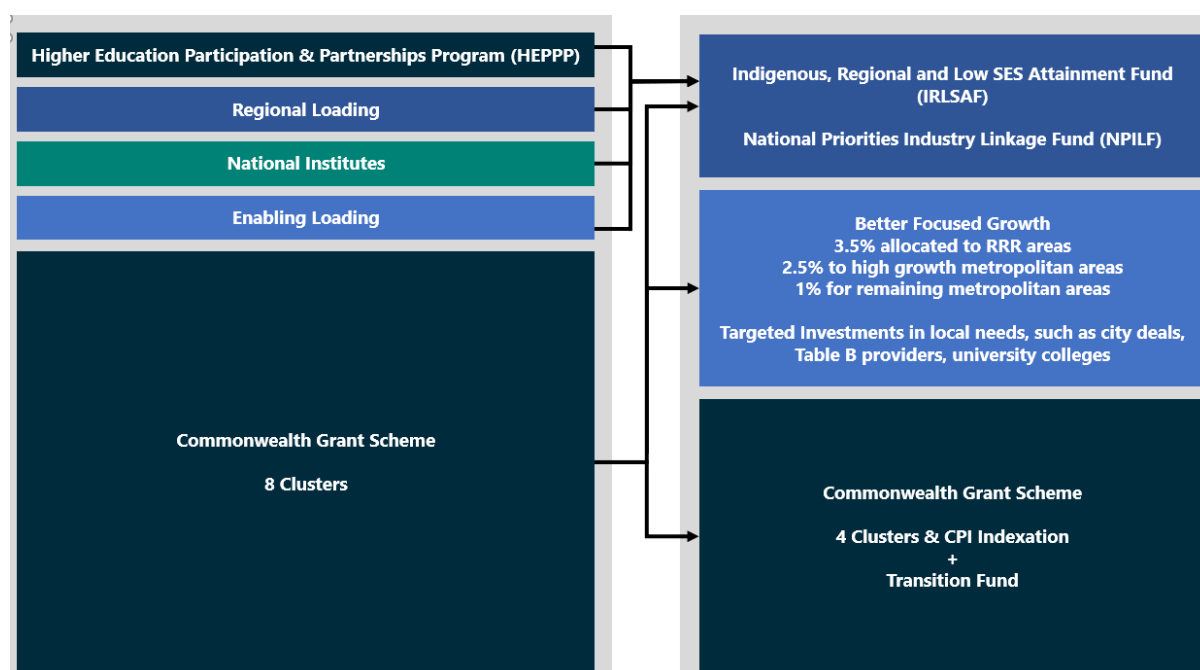 Higher Education Participation & Partnerships Program (HEPPP)
Regional Loading
National Institutes
Enabling Loading
Commonwealth Grant Scheme
8 Clusters
Indigenous, Regional and Low SES Attainment Fund
(IRLSAF)
National Priorities Industry Linkage Fund (NPILF)
Better Focused Growth
3.5% allocated to RRR areas
2.5% to high growth metropolitan areas
1% for remaining metropolitan areas
Targeted Investments in local needs, such as city deals,
Table B providers, university colleges
Commonwealth Grant Scheme
4 Clusters & CPI Indexation
+
Transition Fund